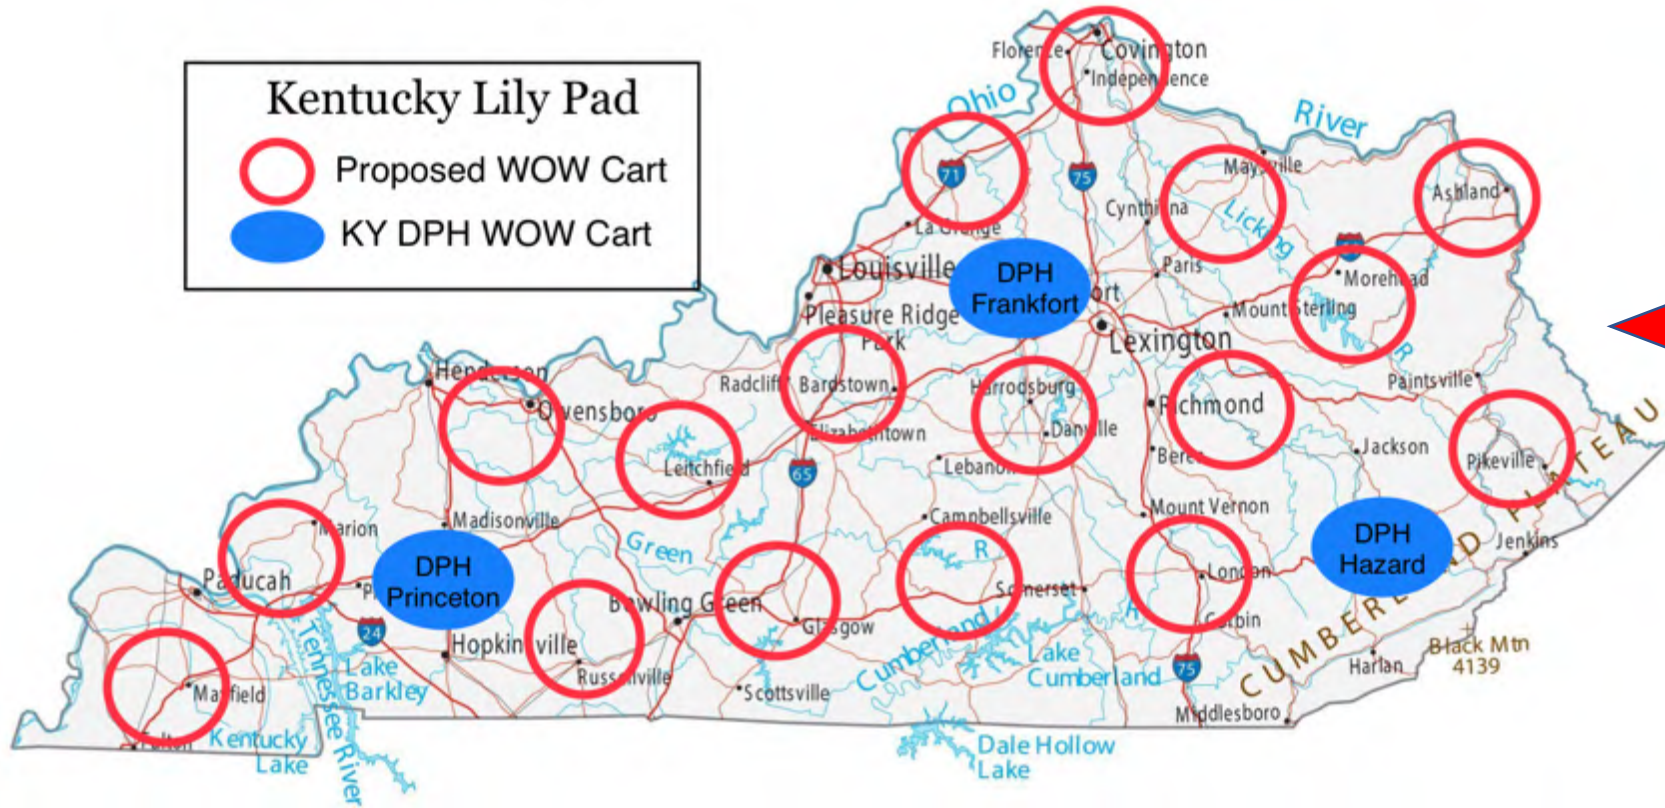 Kentucky Lily Pad
Proposed WOW Cart
KY DPH WOW Cart
Florence
Covington
Independence
Ohio
River
71
75
Maysville
Ashland
Cynthiana
Licking
La Grange
Louisville
DPH
Frankfort
ort
Paris
Morehead
Mount Sterling
Pleasure Ridge
Park
Lexington
R
Henderson
Owensboro
Radcliff
Bardstown
Harrodsburg
Richmond
Paintsville
Elizabethtown
Danville
Leitchfield
65
Lebanon
Berea
Jackson
Pikeville
Marion
Madisonville
Green
Campbellsville
R
Mount Vernon
DPH
Hazard
Jenkins
CUMBERLAND PLATEAU
Paducah
P
DPH
Princeton
Bowling Green
Somerset
London
R
24
Hopkinsville
Glasgow
Cumberland
Corbin
Lake
Barkley
Russellville
Scottsville
Lake
Cumberland
75
Harlan
Black Mtn
4139
Mayfield
Tennessee River
Middlesboro
Fulton
Kentucky
Lake
Dale Hollow
Lake